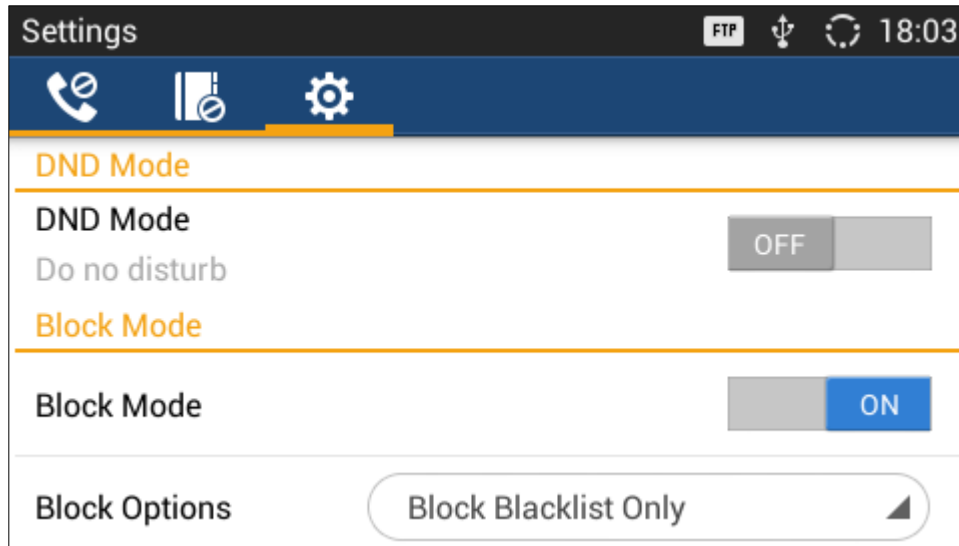 Settings FTP 18:03
DND Mode
DND Mode OFF
Do no disturb
Block Mode
Block Mode ON
Block Options Block Blacklist Only